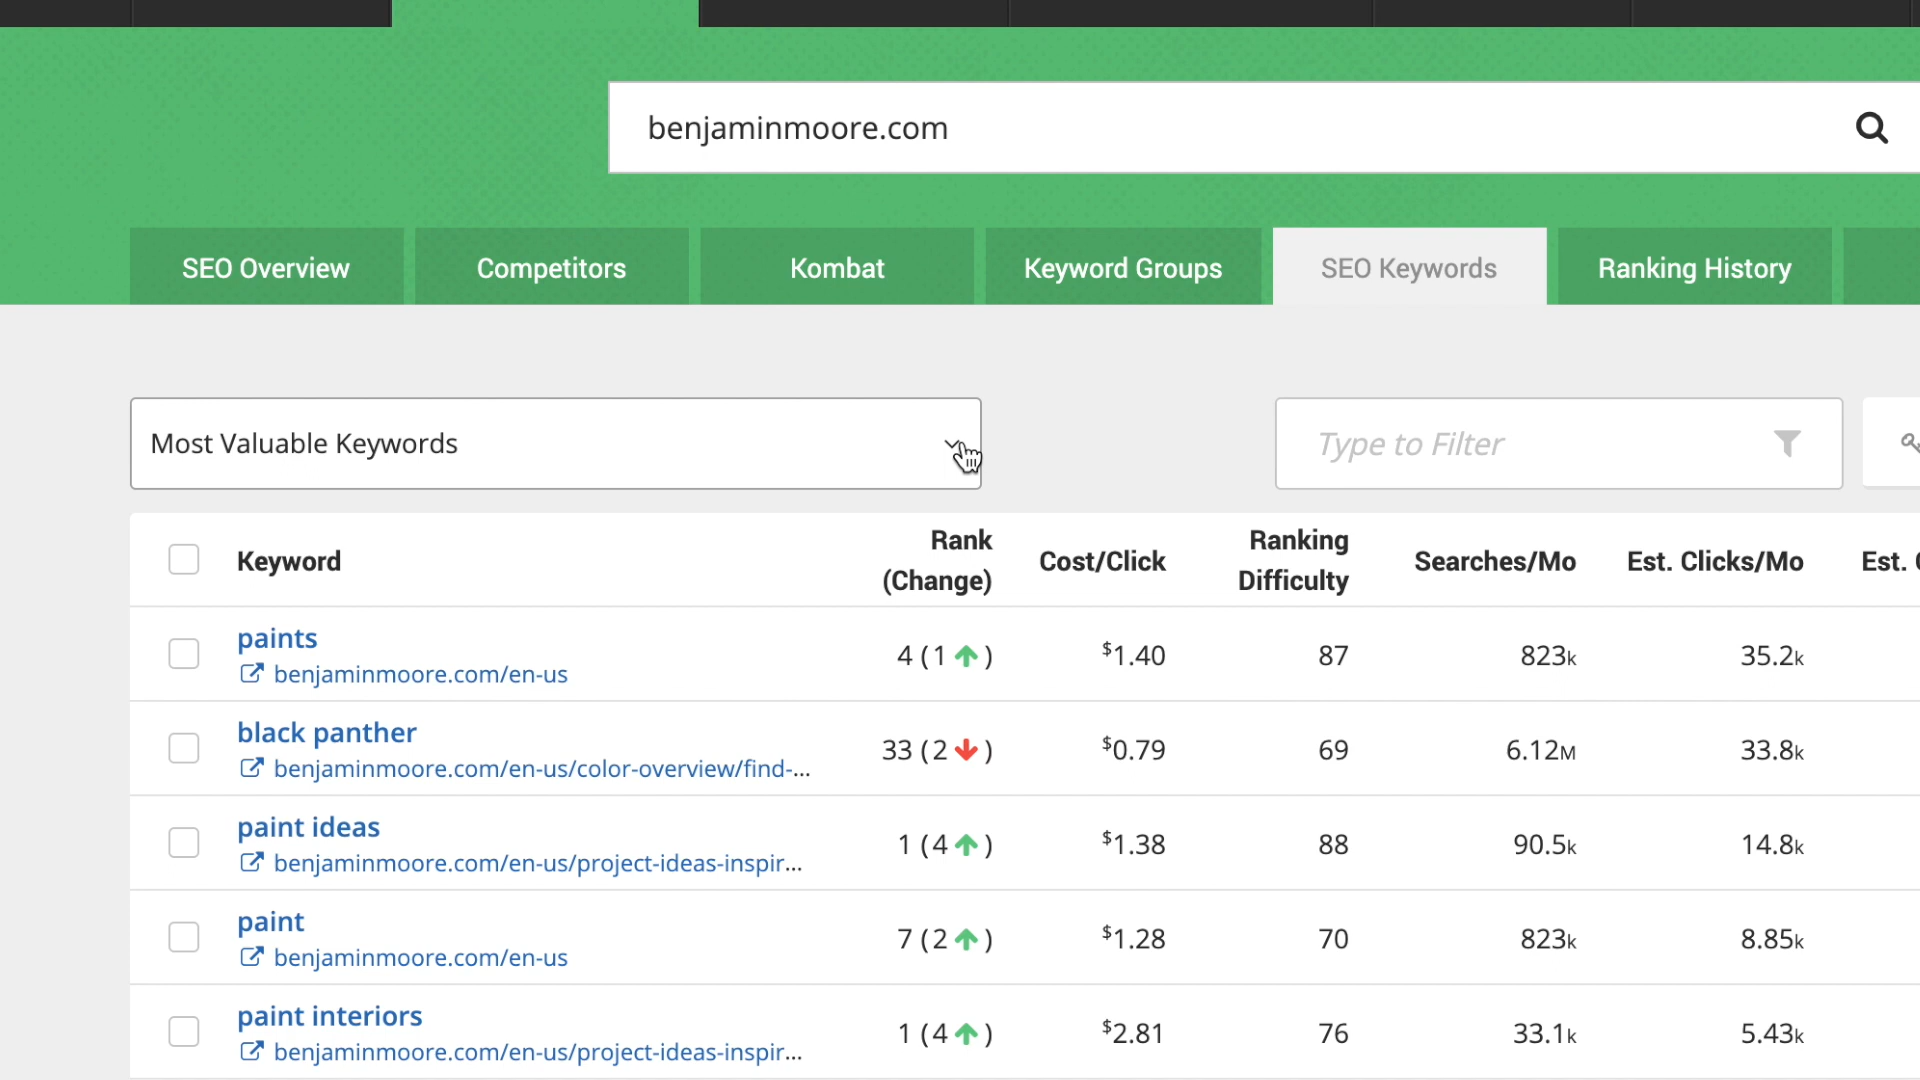 benjaminmoore.com
SEO Overview
Competitors
Kombat
Keyword Groups
SEO Keywords
Ranking History
Most Valuable Keywords
Type to Filter
Keyword
Rank
(Change)
Cost/Click
Ranking
Difficulty
Searches/Mo
Est. Clicks/Mo
Est.
paints
4 (1 ) $1.40 87 823k 35.2k
benjaminmoore.com/en-us
black panther
33 (2 ) $0.79 69 6.12M 33.8k
benjaminmoore.com/en-us/color-overview/find-...
paint ideas
1 (4 ) $1.38 88 90.5k 14.8k
benjaminmoore.com/en-us/project-ideas-inspir...
paint
7 (2 ) $1.28 70 823k 8.85k
benjaminmoore.com/en-us
paint interiors
1 (4 ) $2.81 76 33.1k 5.43k
benjaminmoore.com/en-us/project-ideas-inspir...